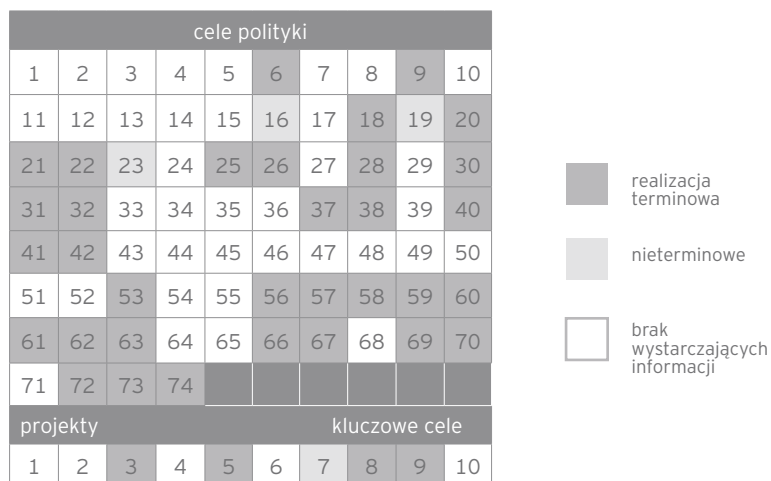 cele polityki
1 2 3 4 5 6 7 8 9 10
11 12 13 14 15 16 17 18 19 20
21 22 23 24 25 26 27 28 29 30
31 32 33 34 35 36 37 38 39 40
41 42 43 44 45 46 47 48 49 50
51 52 53 54 55 56 57 58 59 60
61 62 63 64 65 66 67 68 69 70
71 72 73 74
projekty kluczowe cele
1 2 3 4 5 6 7 8 9 10
realizacja
terminowa
nieterminowe
brak
wystarczających
informacji